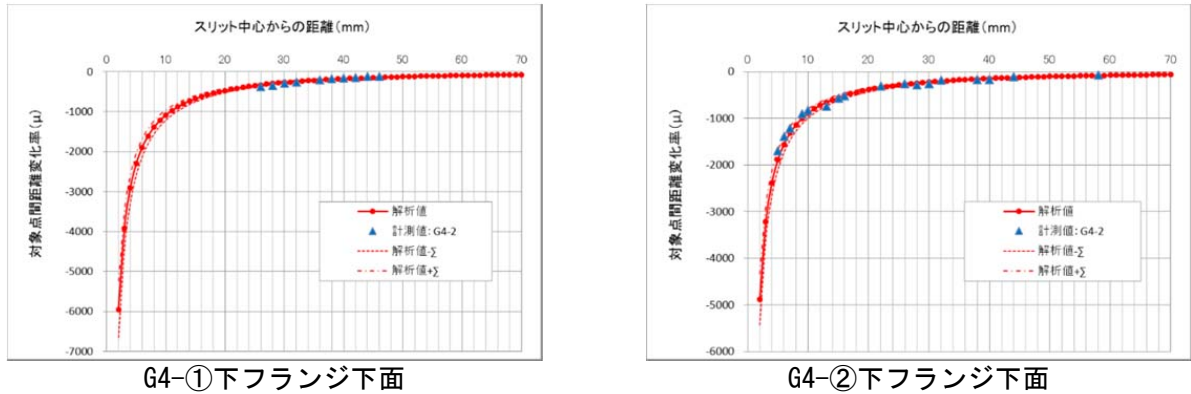 スリット中心からの距離(mm)
0 10 20 30 40 50 60 70
0
-1000
-2000
-3000
-4000
-5000
-6000
-7000
対象点間距離変化率(μ)
解析値
計測値:G4-2
解析値-Σ
解析値+Σ
G4-①下フランジ下面
スリット中心からの距離(mm)
0 10 20 30 40 50 60 70
0
-1000
-2000
-3000
-4000
-5000
-6000
対象点間距離変化率(μ)
解析値
計測値:G4-2
解析値-Σ
解析値+Σ
G4-②下フランジ下面